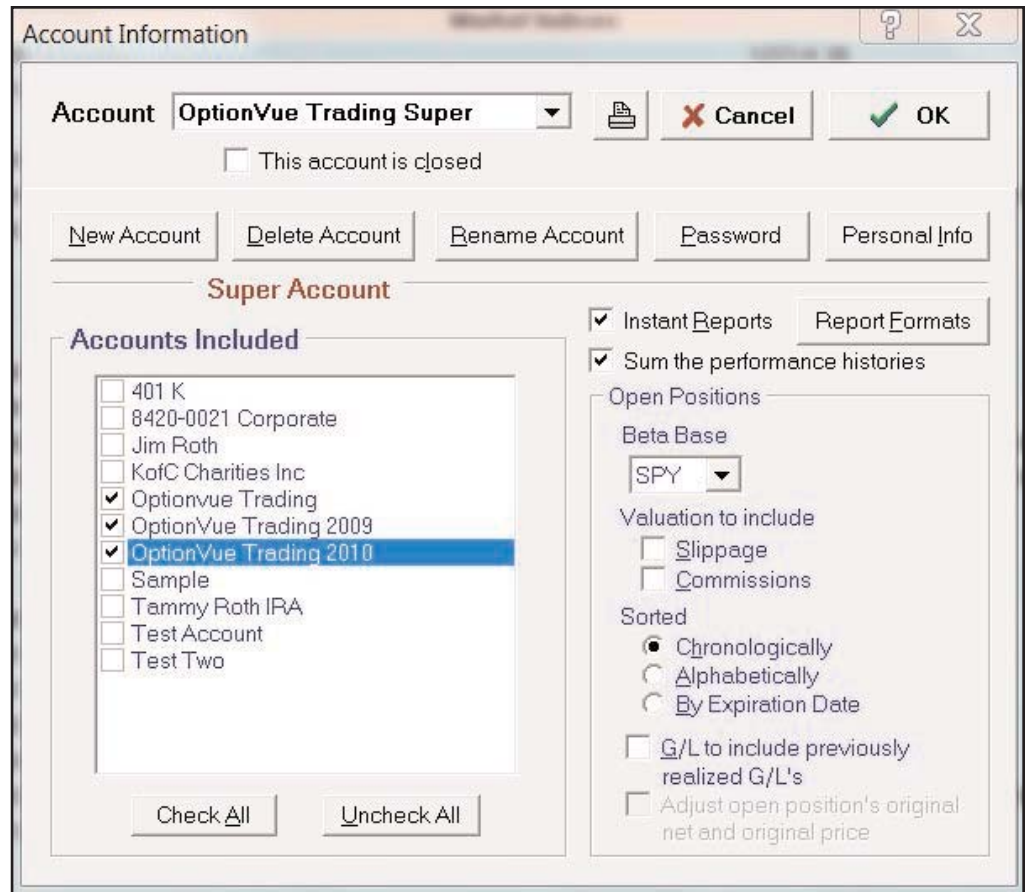 Account Information
Account OptionVue Trading Super Cancel OK
This account is closed
New Account Delete Account Rename Account Password Personal Info
Super Account
Accounts Included
401 K
8420-0021 Corporate
Jim Roth
KofC Charities Inc
Optionvue Trading
OptionVue Trading 2009
OptionVue Trading 2010
Sample
Tammy Roth IRA
Test Account
Test Two
Check All Uncheck All
Instant Reports Report Formats
Sum the performance histories
Open Positions
Beta Base
SPY
Valuation to include
Slippage
Commissions
Sorted
Chronologically
Alphabetically
By Expiration Date
G/L to include previously
realized G/L's
Adjust open position's original
net and original price